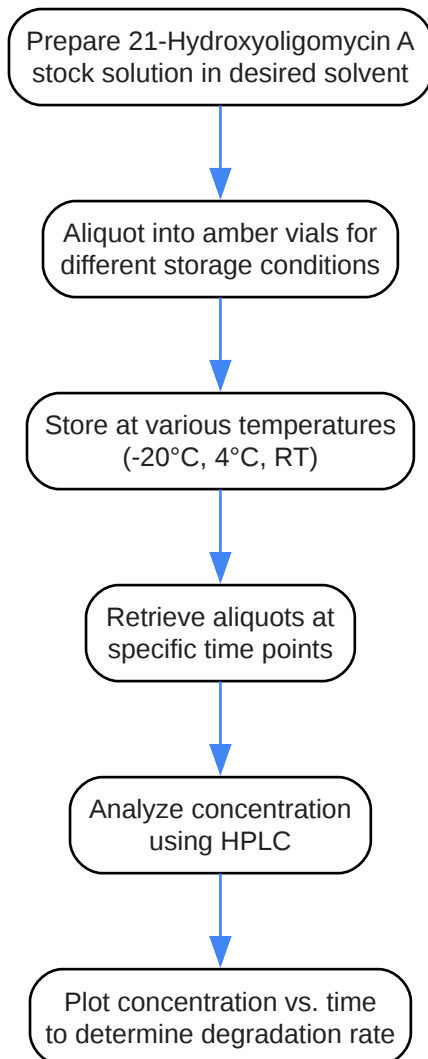 Prepare 21-Hydroxyoligomycin A
stock solution in desired solvent
Aliquot into amber vials for
different storage conditions
Store at various temperatures
(-20°C, 4°C, RT)
Retrieve aliquots at
specific time points
Analyze concentration
using HPLC
Plot concentration vs. time
to determine degradation rate